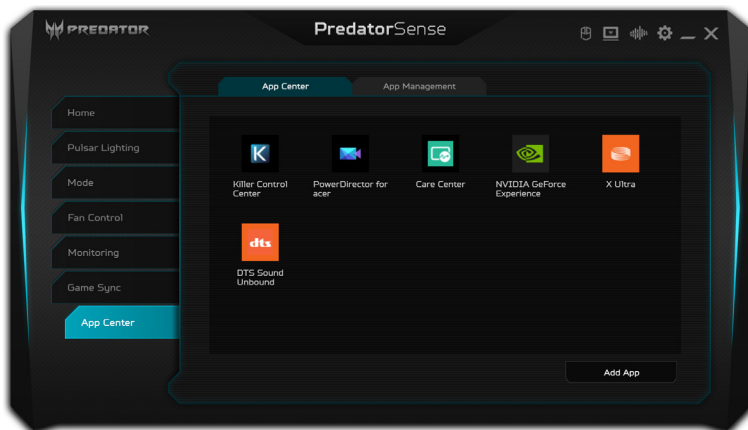 PREDATOR
PredatorSense
App Center
App Management
Home
Pulsar Lighting
Mode
Fan Control
Monitoring
Game Sync
App Center
Killer Control
Center
PowerDirector for
acer
Care Center
NVIDIA GeForce
Experience
X Ultra
dts
DTS Sound
Unbound
Add App